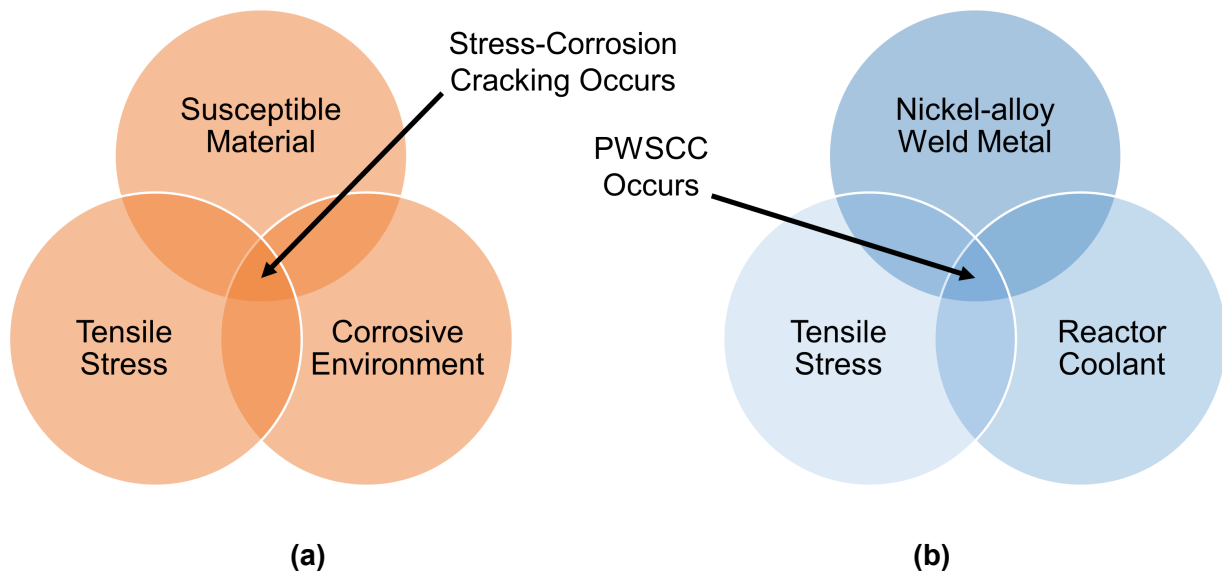 Stress-Corrosion
Cracking Occurs
Susceptible
Material
Tensile
Stress
Corrosive
Environment
(a)
PWSCC
Occurs
Nickel-alloy
Weld Metal
Tensile
Stress
Reactor
Coolant
(b)